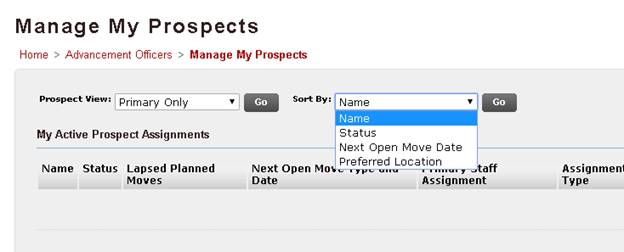 Manage My Prospects
Home > Advancement Officers > Manage My Prospects
Prospect View: Primary Only Go Sort By: Name Go
Name
Status
Next Open Move Date
Preferred Location
My Active Prospect Assignments
Name Status Lapsed Planned Moves Next Open Move Type and Date Primary Staff Assignment Assignment Type